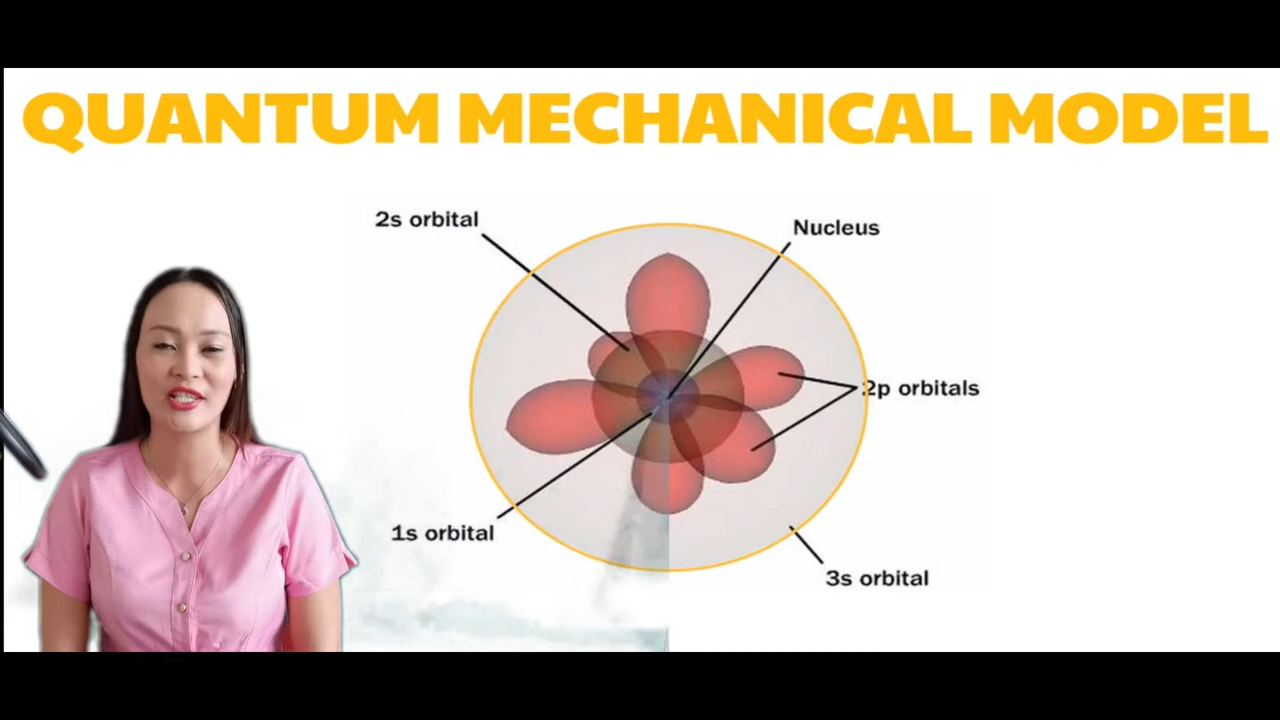 QUANTUM MECHANICAL MODEL
2s orbital
Nucleus
2p orbitals
1s orbital
3s orbital